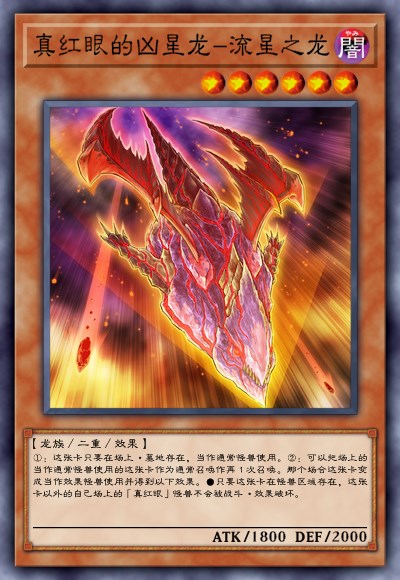 真红眼的凶星龙-流星之龙
やみ
闇
【龙族/二重/效果】
①:这张卡只要在场上·墓地存在,当作通常怪兽使用。②:可以把场上的
当作通常怪兽使用的这张卡作为通常召唤作再1次召唤。那个场合这张卡变
成当作效果怪兽使用并得到以下效果。●只要这张卡在怪兽区域存在,这张
卡以外的自己场上的「真红眼」怪兽不会被战斗·效果破坏。
ATK/1800 DEF/2000